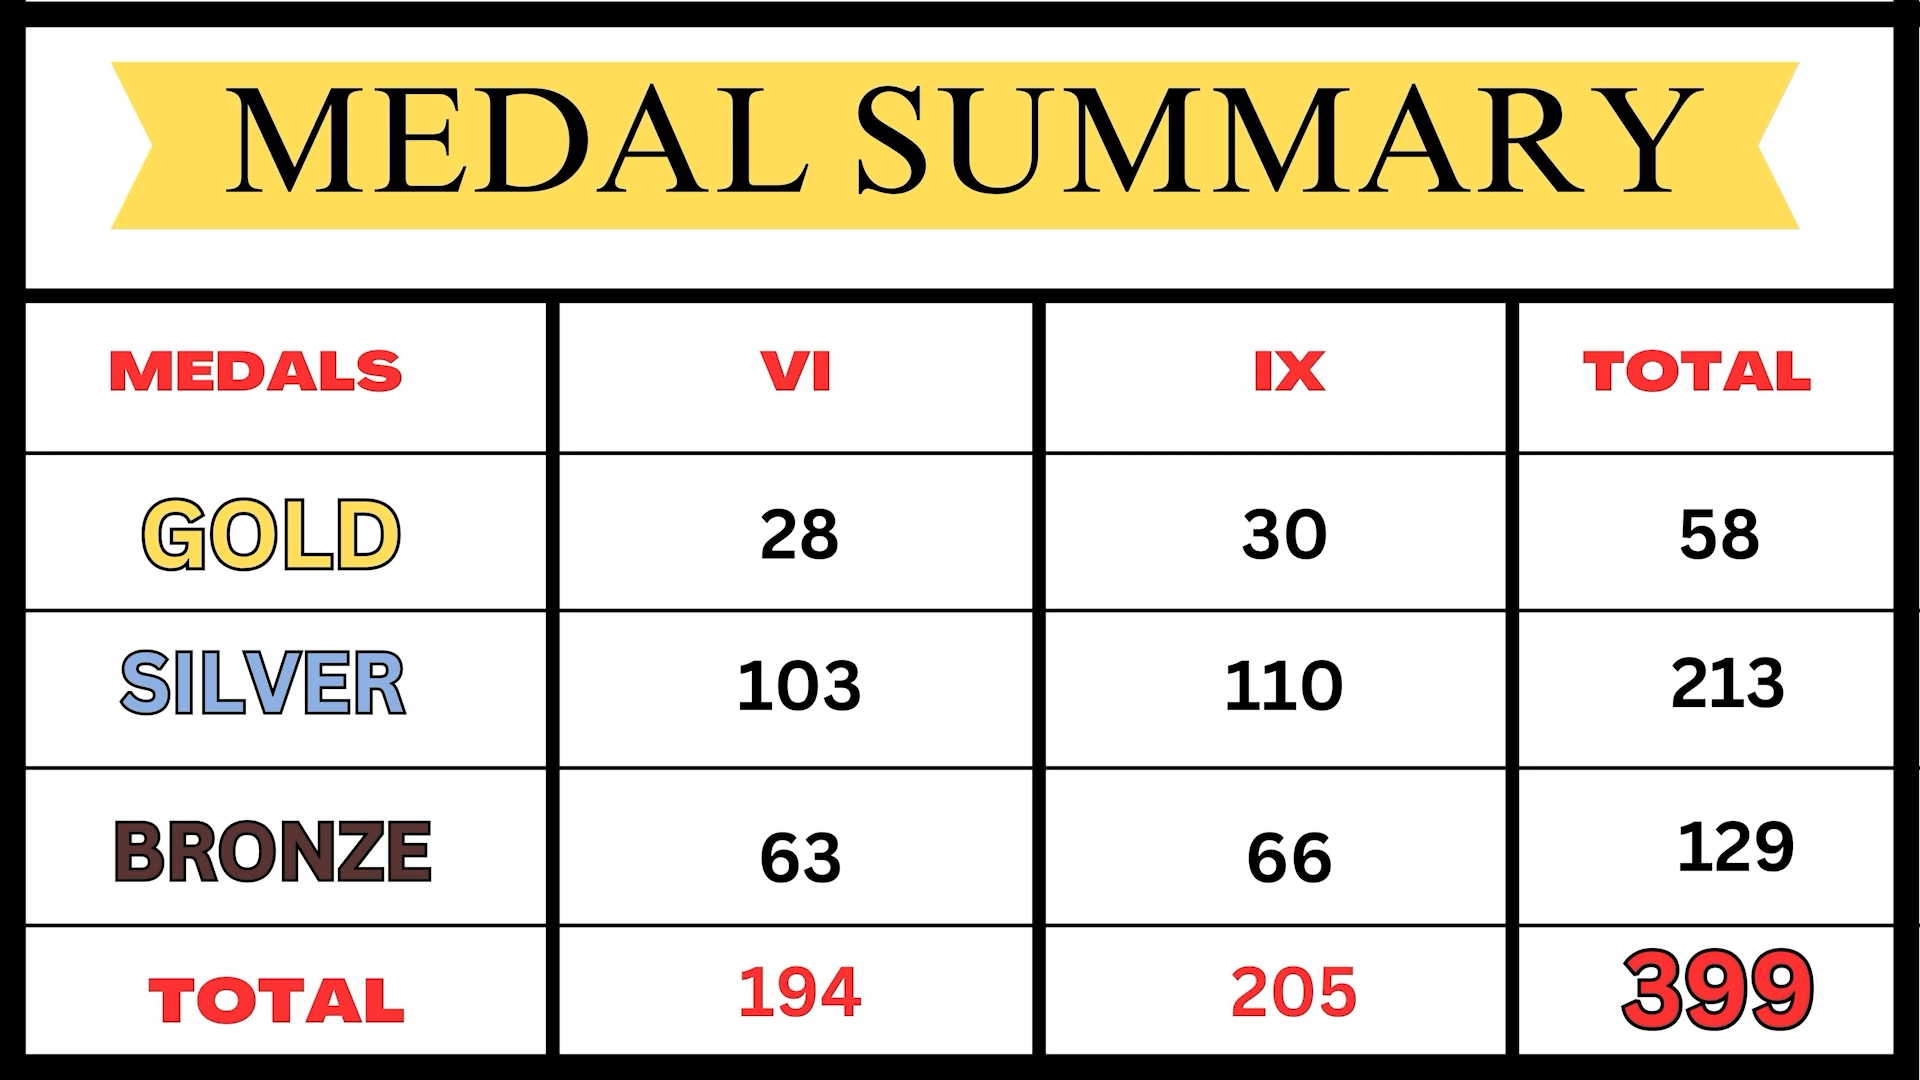 MEDAL SUMMARY
MEDALS VI IX TOTAL
GOLD 28 30 58
SILVER 103 110 213
BRONZE 63 66 129
TOTAL 194 205 399